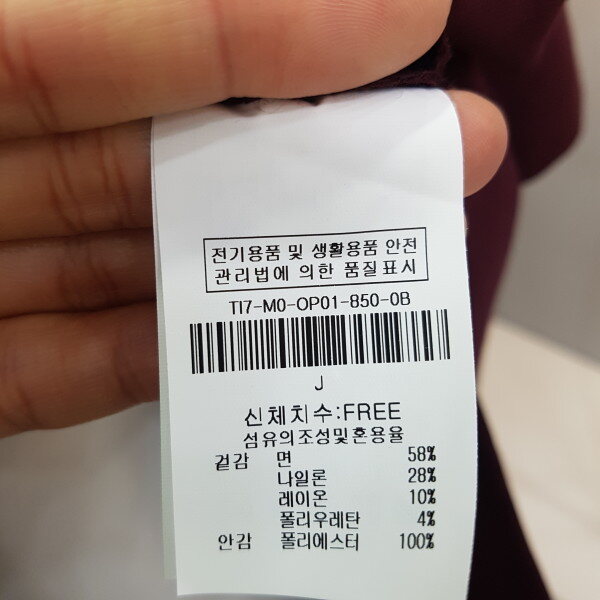 전기용품 및 생활용품 안전
관리법에 의한 품질표시
TI7-M0-OP01-850-0B
J
신체치수:FREE
섬유의조성및혼용율
겉감 면 58%
나일론 28%
레이온 10%
폴리우레탄 4%
안감 폴리에스터 100%